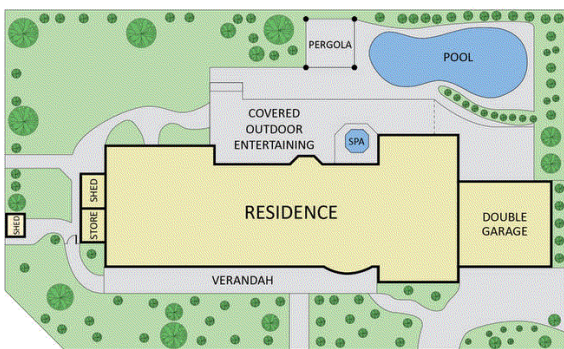 PERGOLA
POOL
COVERED
OUTDOOR
ENTERTAINING
SPA
SHED
STORE
SHED
RESIDENCE
DOUBLE
GARAGE
VERANDAH